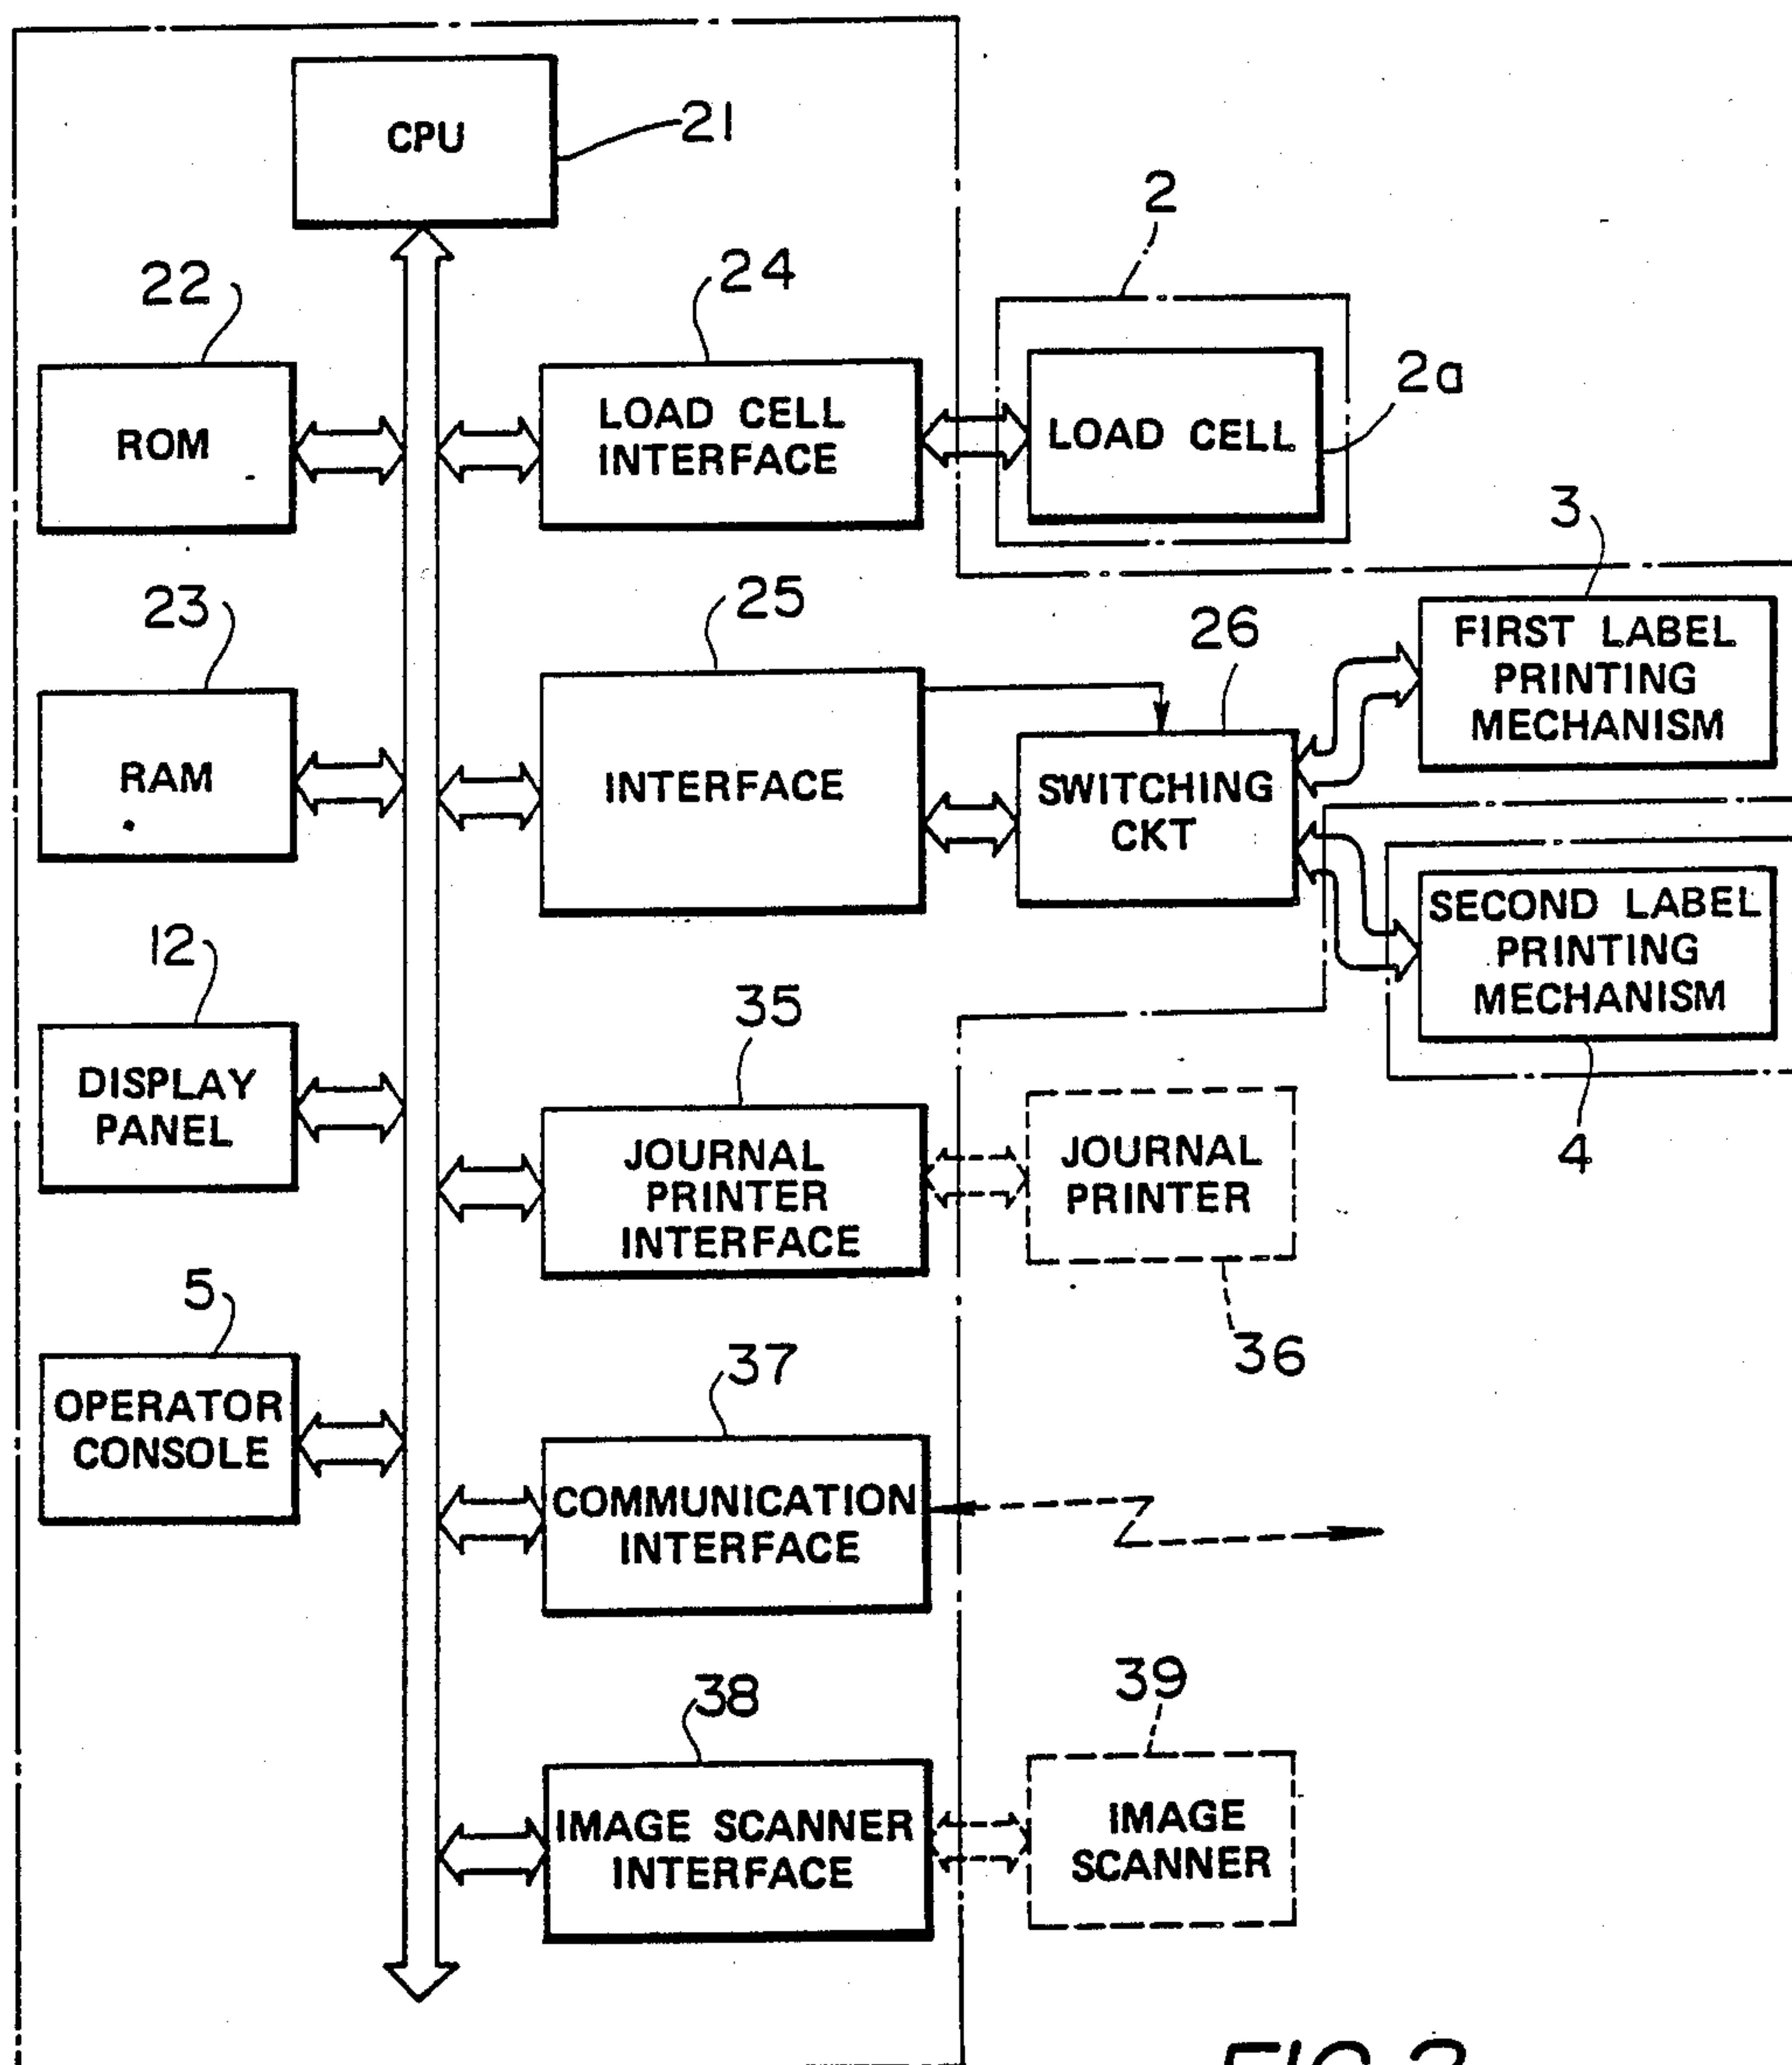 CPU
21
2
22
24
2a
ROM
LOAD CELL
INTERFACE
LOAD CELL
3
23
25
26
FIRST LABEL
PRINTING
MECHANISM
RAM
INTERFACE
SWITCHING
CKT
SECOND LABEL
PRINTING
MECHANISM
12
35
4
DISPLAY
PANEL
JOURNAL
PRINTER
INTERFACE
JOURNAL
PRINTER
36
5
37
OPERATOR
CONSOLE
COMMUNICATION
INTERFACE
38
39
IMAGE SCANNER
INTERFACE
IMAGE
SCANNER